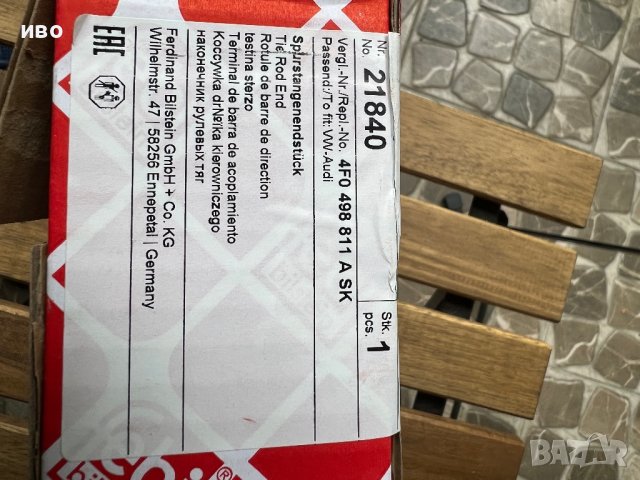 ИВО
Nr.
No.
21840
Stk.
pcs.
1
Vergl.-Nr./Repl.-No. 4F0 498 811 A SK
Passend:/To fit: VW-Audi
Spurstangenendstück
Tie Rod End
Rotule de barre de direction
testina sterzo
Terminal de barra de acoplamiento
kierowniczego
наконечник рулевых тяг
EAC
Ferdinand Bilstein GmbH + Co. KG
Wilhelmstr. 47 | 58256 Ennepetal | Germany
BAZAR